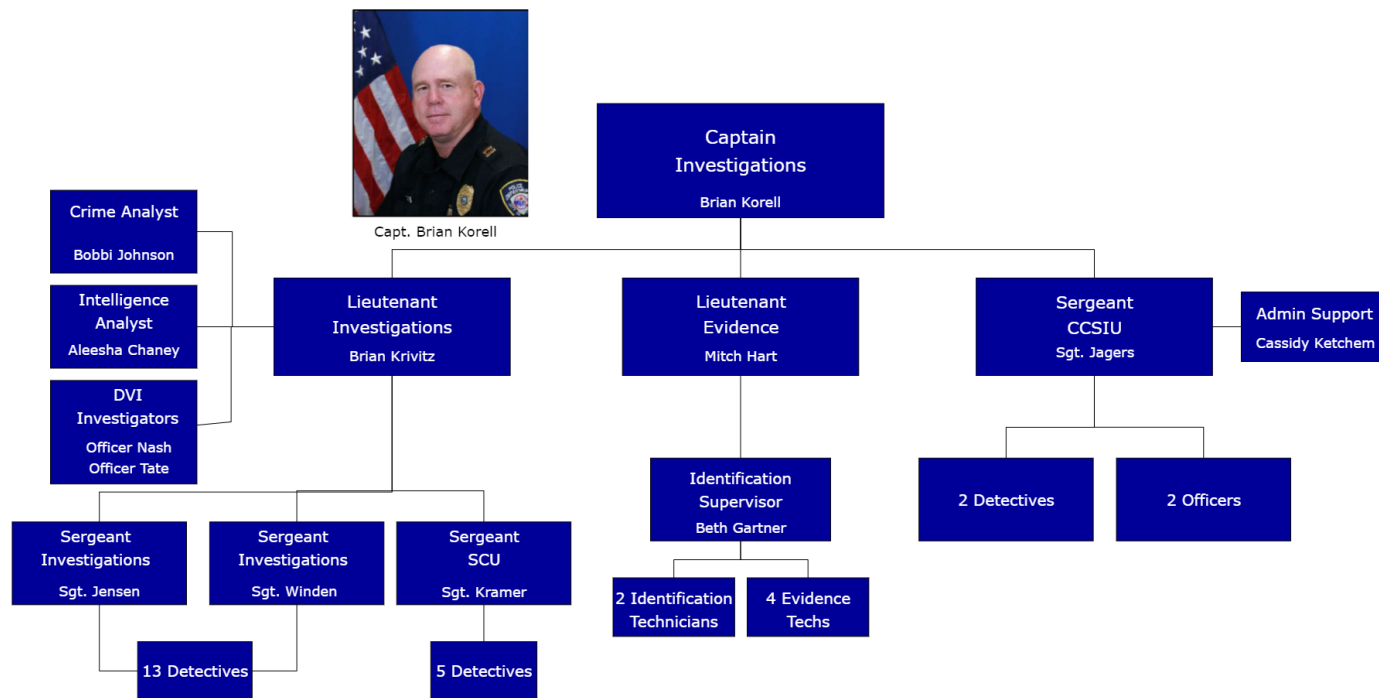 Captain
Investigations
Brian Korell
Capt. Brian Korell
Crime Analyst
Bobbi Johnson
Intelligence
Analyst
Aleesha Chaney
DVI
Investigators
Officer Nash
Officer Tate
Lieutenant
Investigations
Brian Krivitz
Lieutenant
Evidence
Mitch Hart
Sergeant
CCSIU
Sgt. Jagers
Admin Support
Cassidy Ketchem
Sergeant
Investigations
Sgt. Jensen
Sergeant
Investigations
Sgt. Winden
Sergeant
SCU
Sgt. Kramer
13 Detectives
5 Detectives
Identification
Supervisor
Beth Gartner
2 Identification
Technicians
4 Evidence
Techs
2 Detectives
2 Officers